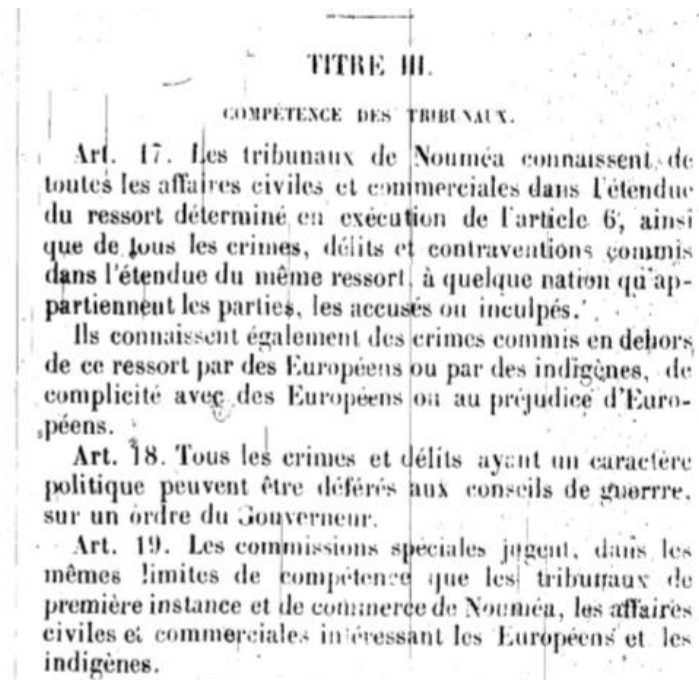 TITRE III.
COMPÉTENCE DES TRIBUNAUX.
Art. 17. Les tribunaux de Nouméa connaissent de
toutes les affaires civiles et commerciales dans l'étendue
du ressort déterminé en exécution de l'article 6, ainsi
que de tous les crimes, délits et contraventions commis
dans l'étendue du même ressort, à quelque nation qu'ap-
partiennent les parties, les accusés ou inculpés.
Ils connaissent également des crimes commis en dehors
de ce ressort par des Européens ou par des indigènes, de
complicité avec des Européens ou au préjudice d'Euro-
péens.
Art. 18. Tous les crimes et délits ayant un caractère
politique peuvent être déférés aux conseils de guerrre,
sur un ordre du Gouverneur.
Art. 19. Les commissions spéciales jugent, dans les
mêmes limites de compétence que les tribunaux de
première instance et de commerce de Nouméa, les affaires
civiles et commerciales intéressant les Européens et les
indigènes.